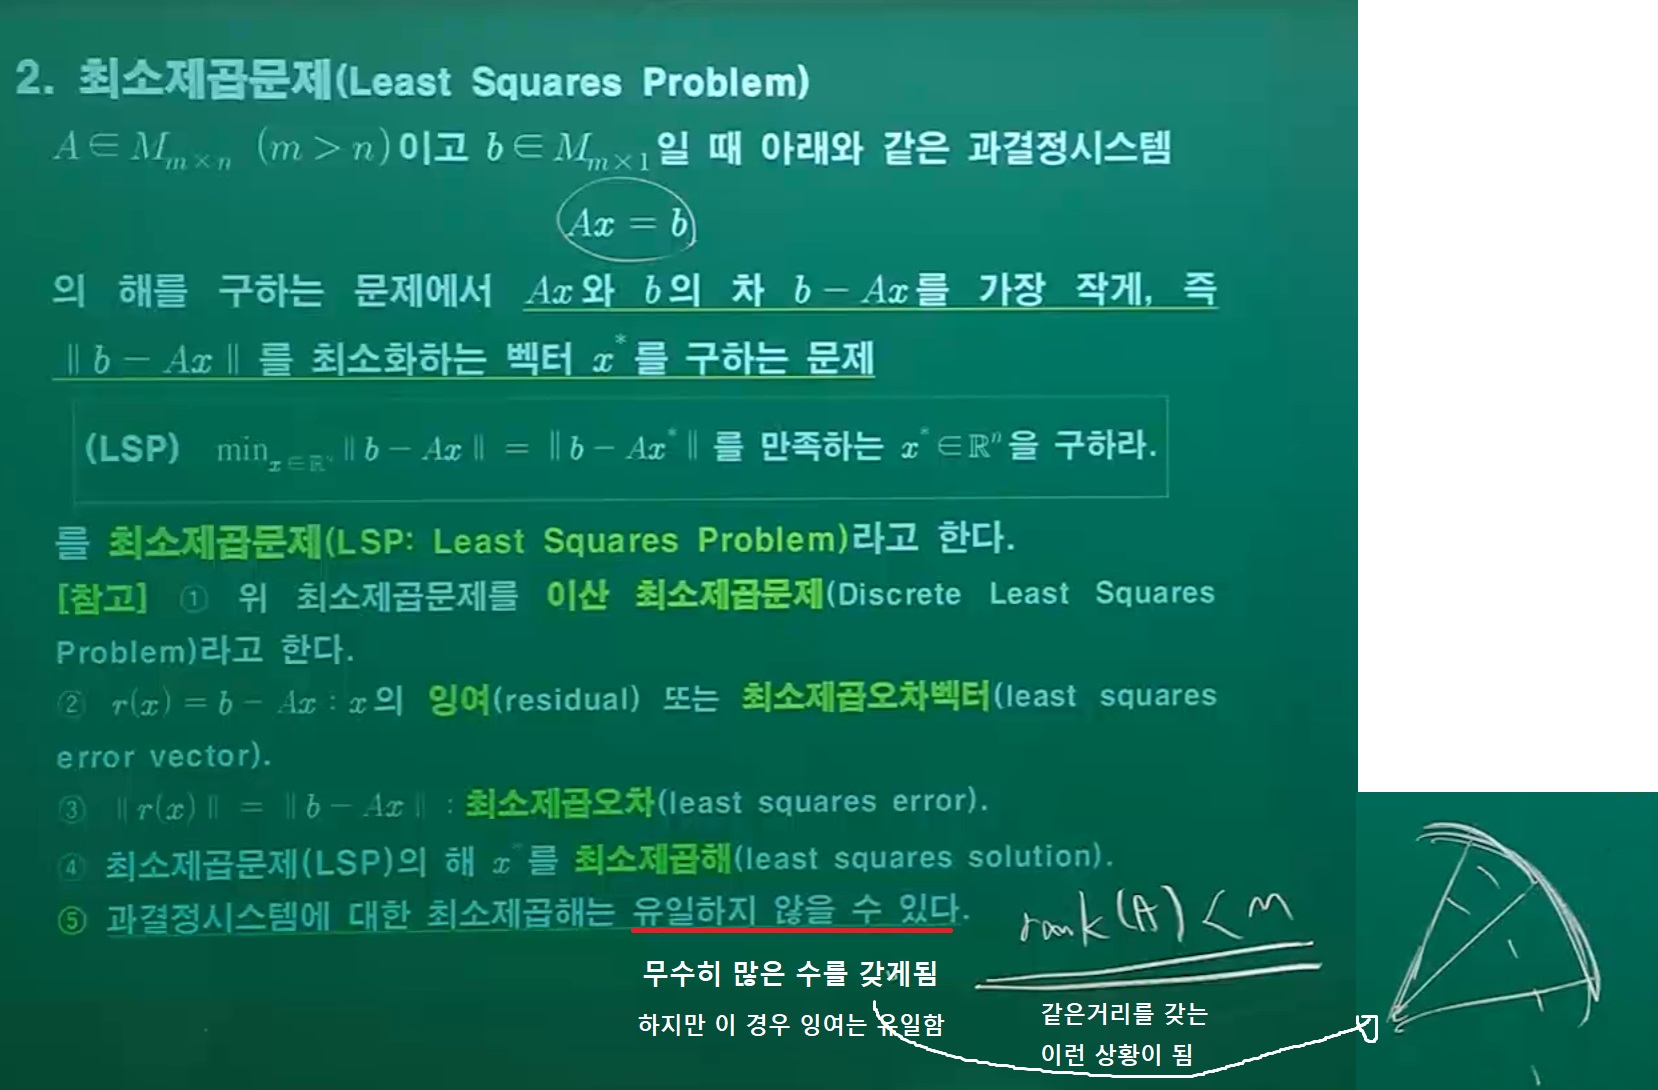 2. 최소제곱문제(Least Squares Problem)
A ∈ M_{m×n} (m > n)이고 b ∈ M_{m×1}일 때 아래와 같은 과결정시스템
Ax = b
의 해를 구하는 문제에서 Ax와 b의 차 b − Ax를 가장 작게, 즉
∥ b − Ax ∥ 를 최소화하는 벡터 x*를 구하는 문제
(LSP) min_{x∈ℝⁿ} ∥ b − Ax ∥ = ∥ b − Ax* ∥ 를 만족하는 x* ∈ ℝⁿ을 구하라.
를 최소제곱문제(LSP: Least Squares Problem)라고 한다.
[참고] ① 위 최소제곱문제를 이산 최소제곱문제(Discrete Least Squares
Problem)라고 한다.
② r(x) = b − Ax : x의 잉여(residual) 또는 최소제곱오차벡터(least squares
error vector).
③ ∥ r(x) ∥ = ∥ b − Ax ∥ : 최소제곱오차(least squares error).
④ 최소제곱문제(LSP)의 해 x*를 최소제곱해(least squares solution).
⑤ 과결정시스템에 대한 최소제곱해는 유일하지 않을 수 있다.
rank(A) < n
무수히 많은 수를 갖게됨
하지만 이 경우 잉여는 유일함
같은거리를 갖는
이런 상황이 됨